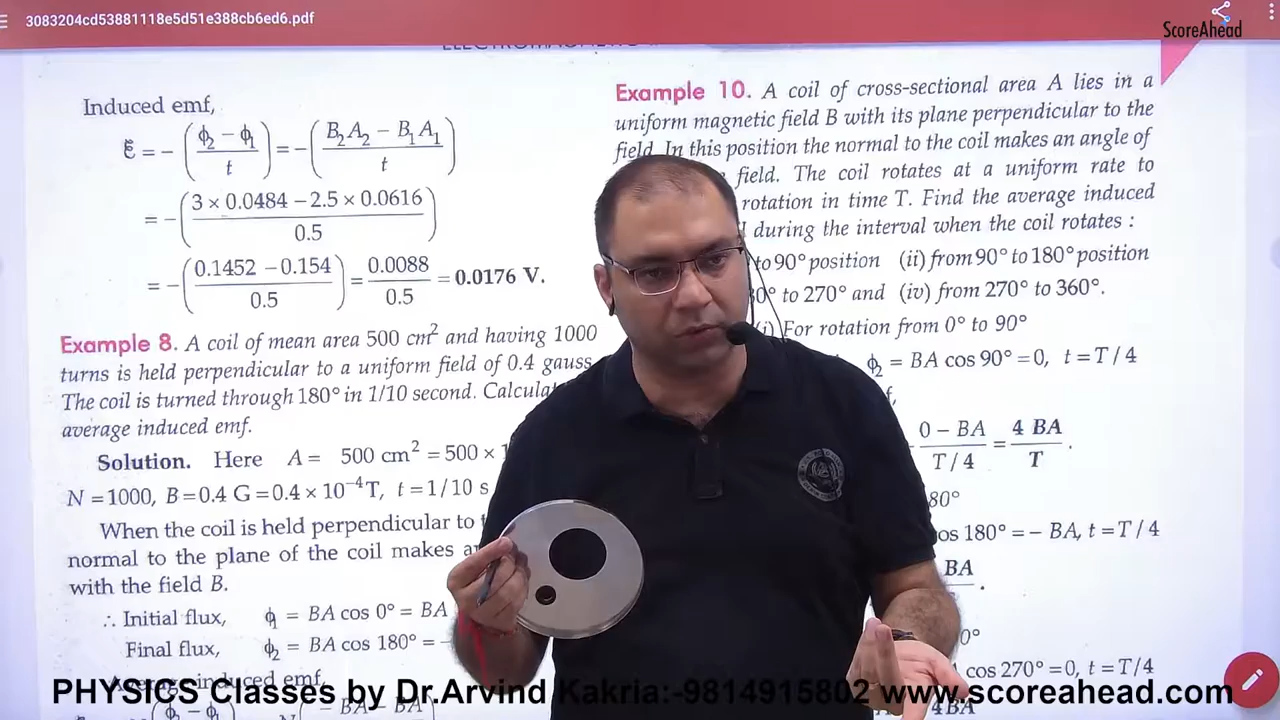 3083204cd53881118e5d51e388cb6ed6.pdf
ScoreAhead
Induced emf,
ℰ = − (ϕ₂ − ϕ₁ / t) = − (B₂A₂ − B₁A₁ / t)
= − (3 × 0.0484 − 2.5 × 0.0616 / 0.5)
= − (0.1452 − 0.154 / 0.5) = 0.0088 / 0.5 = 0.0176 V.
Example 8. A coil of mean area 500 cm² and having 1000
turns is held perpendicular to a uniform field of 0.4 gauss.
The coil is turned through 180° in 1/10 second. Calculat
average induced emf.
Solution. Here A = 500 cm² = 500 × 1
N = 1000, B = 0.4 G = 0.4 × 10⁻⁴ T, t = 1/10 s
When the coil is held perpendicular to
normal to the plane of the coil makes
with the field B.
∴ Initial flux, ϕ₁ = BA cos 0° = BA
Final flux, ϕ₂ = BA cos 180° = −
Average induced emf,
Example 10. A coil of cross-sectional area A lies in a
uniform magnetic field B with its plane perpendicular to the
field. In this position the normal to the coil makes an angle of
field. The coil rotates at a uniform rate to
rotation in time T. Find the average induced
during the interval when the coil rotates :
to 90° position (ii) from 90° to 180° position
0° to 270° and (iv) from 270° to 360°.
(i) For rotation from 0° to 90°
ϕ₂ = BA cos 90° = 0, t = T / 4
0 − BA / T / 4 = 4 BA / T.
80°
os 180° = − BA, t = T / 4
BA
0°
cos 270° = 0, t = T/4
4BA
PHYSICS Classes by Dr.Arvind Kakria:-9814915802 www.scoreahead.com